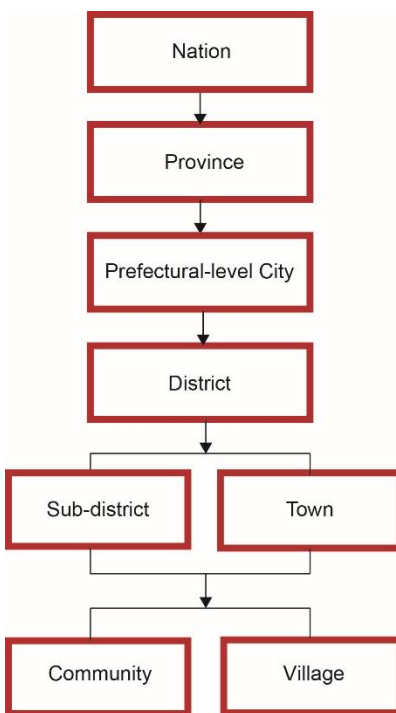 Nation
Province
Prefectural-level City
District
Sub-district
Town
Community
Village